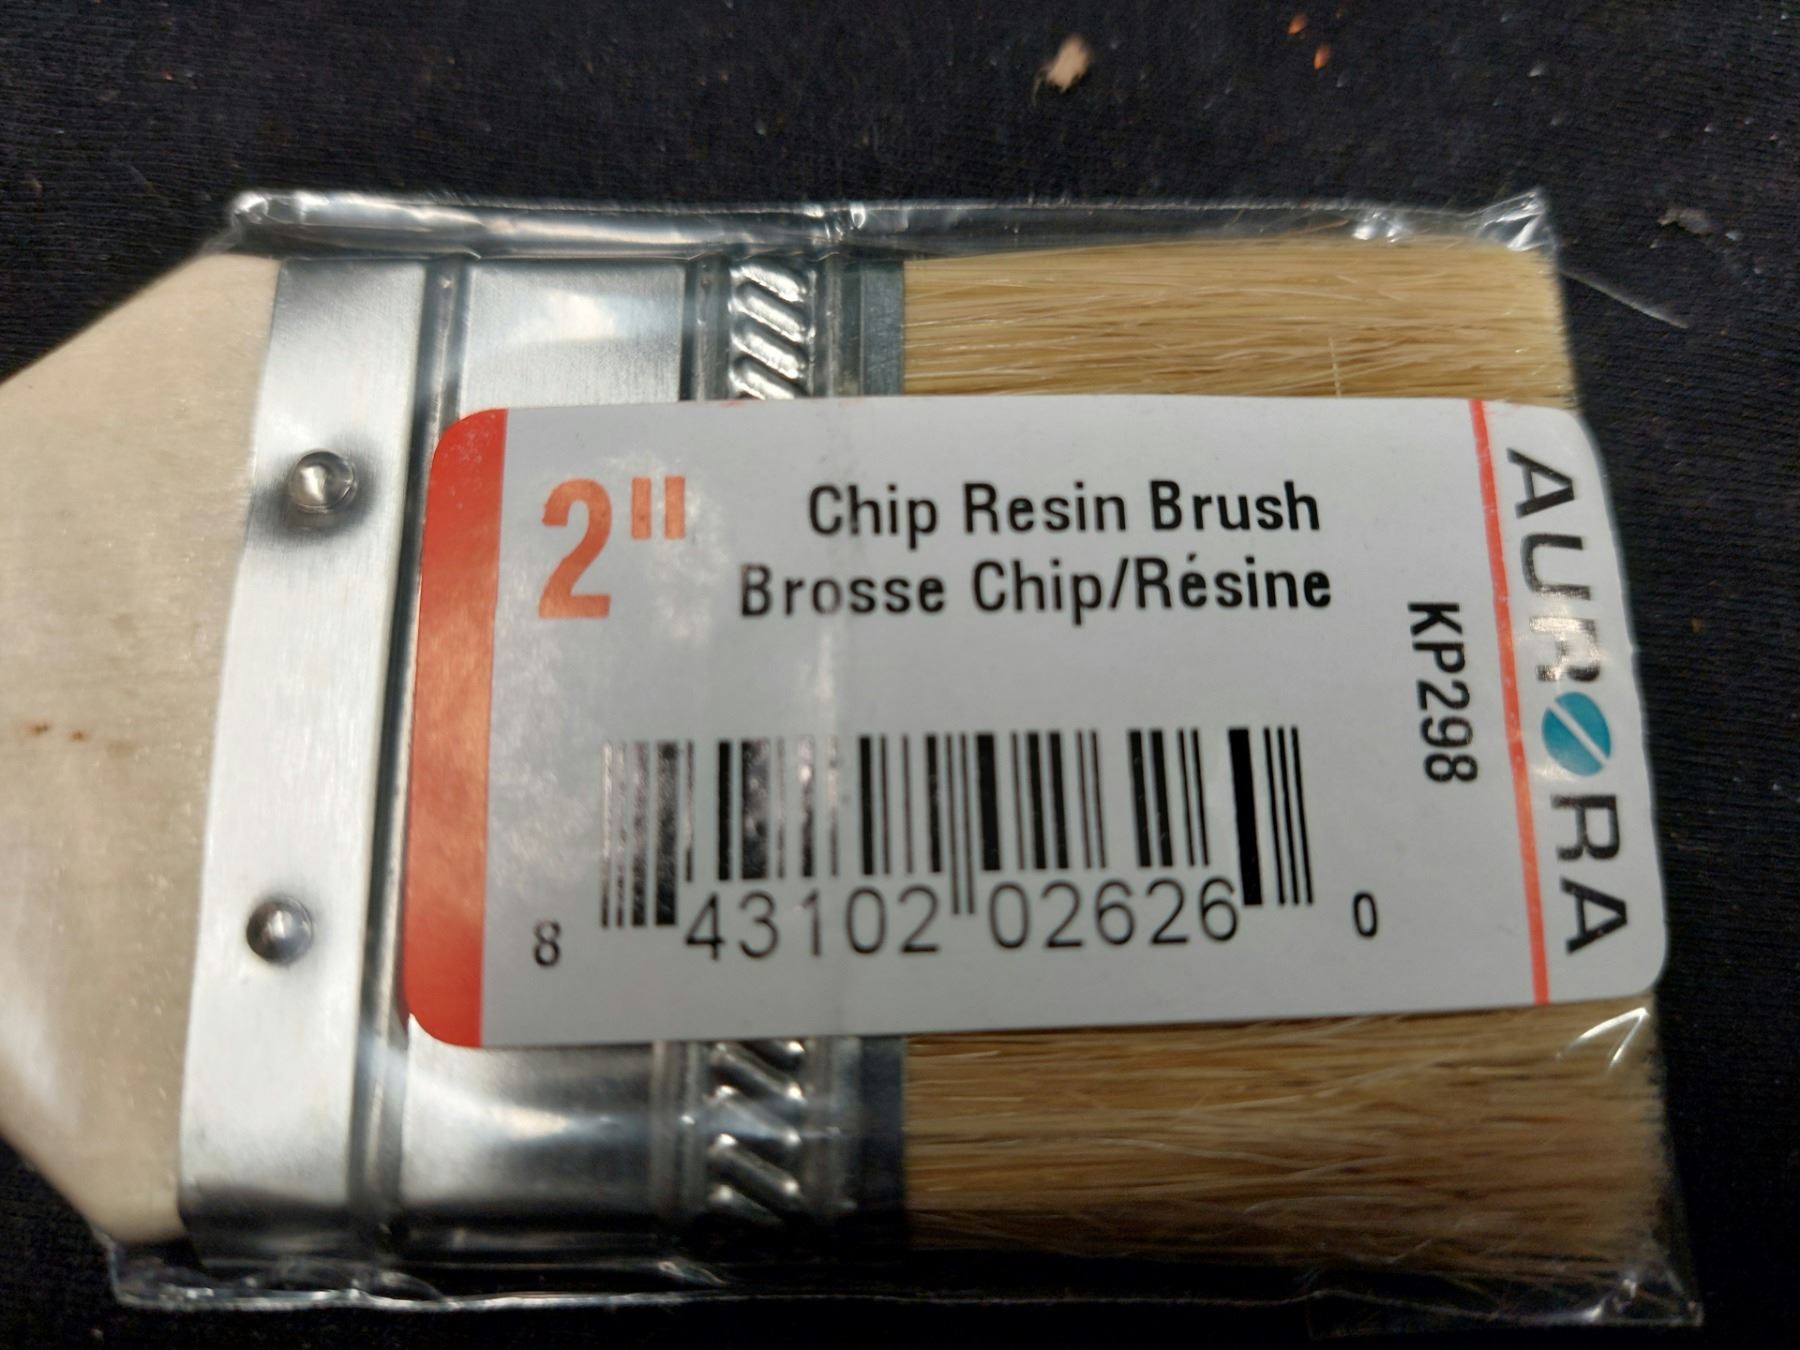 2" Chip Resin Brush
Brosse Chip/Résine
KP298
AURORA
8 43102 02626 0